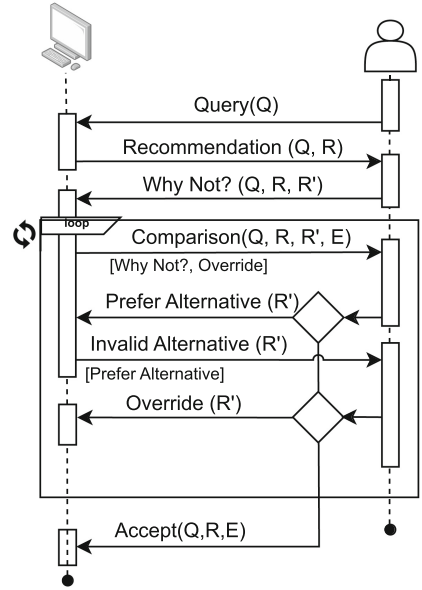 Query(Q)
Recommendation (Q, R)
Why Not? (Q, R, R')
loop
Comparison(Q, R, R', E)
[Why Not?, Override]
Prefer Alternative (R')
Invalid Alternative (R')
[Prefer Alternative]
Override (R')
Accept(Q,R,E)